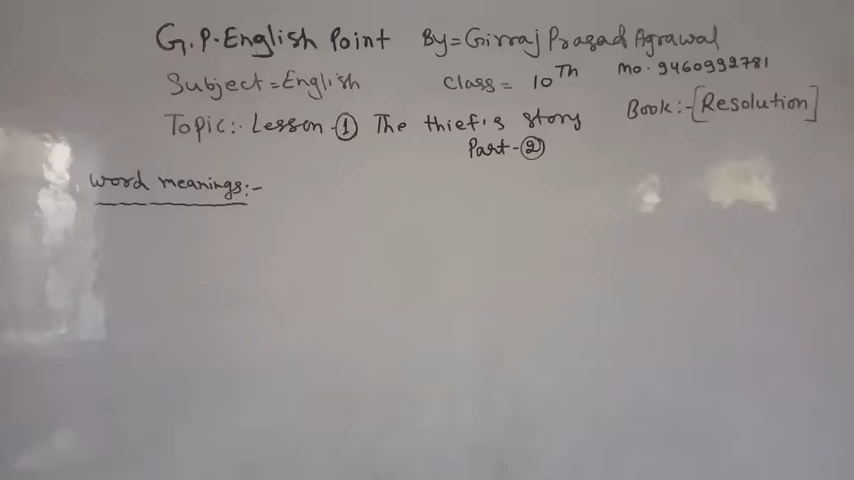 G.P. English Point By = Girraj Prasad Agrawal
Subject = English Class = 10Th Mo. 9460992781
Topic:- Lesson - 1 The thief's story Book :- [Resolution]
Part - 2
word meanings:-